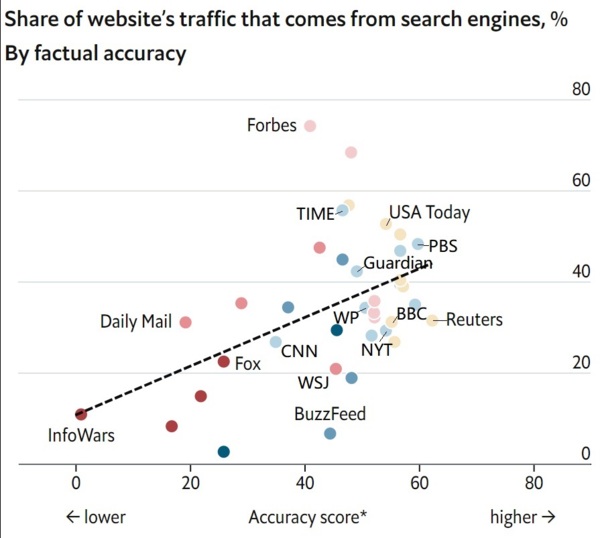 Share of website’s traffic that comes from search engines, %
By factual accuracy
80
Forbes
60
TIME
USA Today
PBS
Guardian
40
Daily Mail
WP
BBC
Reuters
CNN
NYT
Fox
WSJ
20
BuzzFeed
InfoWars
0
0 20 40 60 80
← lower Accuracy score* higher →